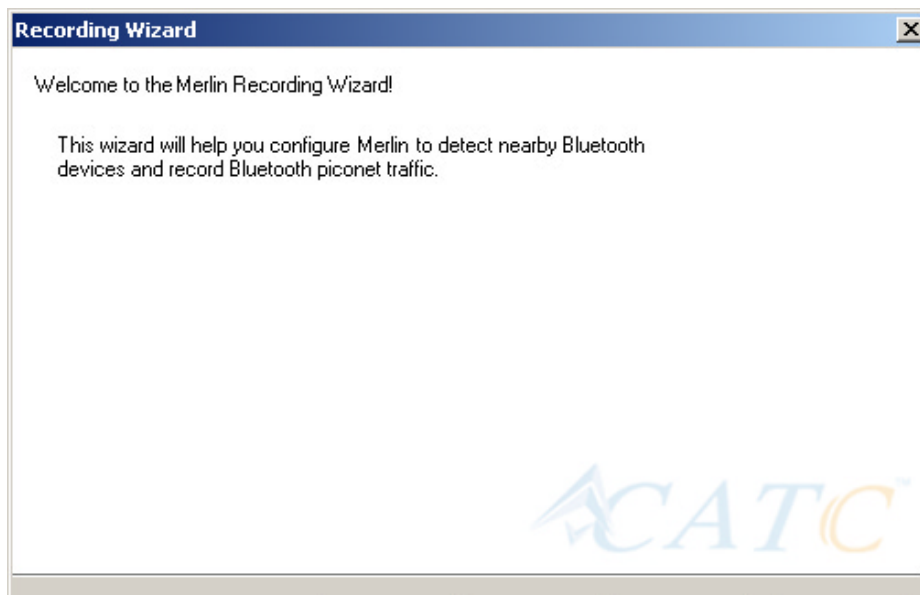 Recording Wizard
Welcome to the Merlin Recording Wizard!
This wizard will help you configure Merlin to detect nearby Bluetooth
devices and record Bluetooth piconet traffic.
CATC™